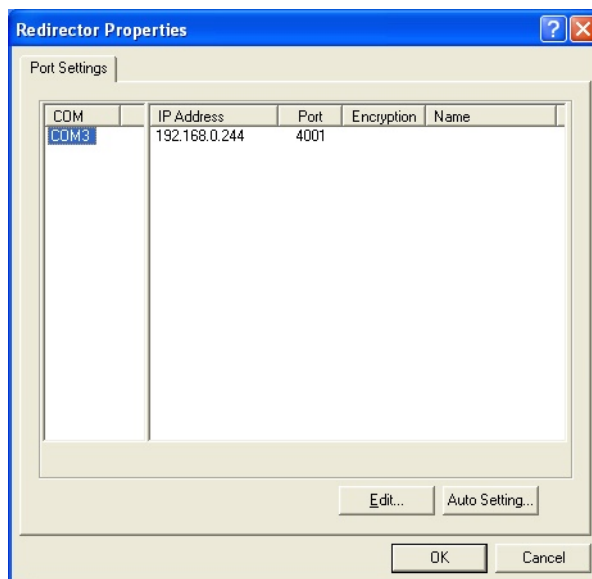 Redirector Properties
Port Settings
COM IP Address Port Encryption Name
COM3 192.168.0.244 4001
Edit... Auto Setting...
OK Cancel